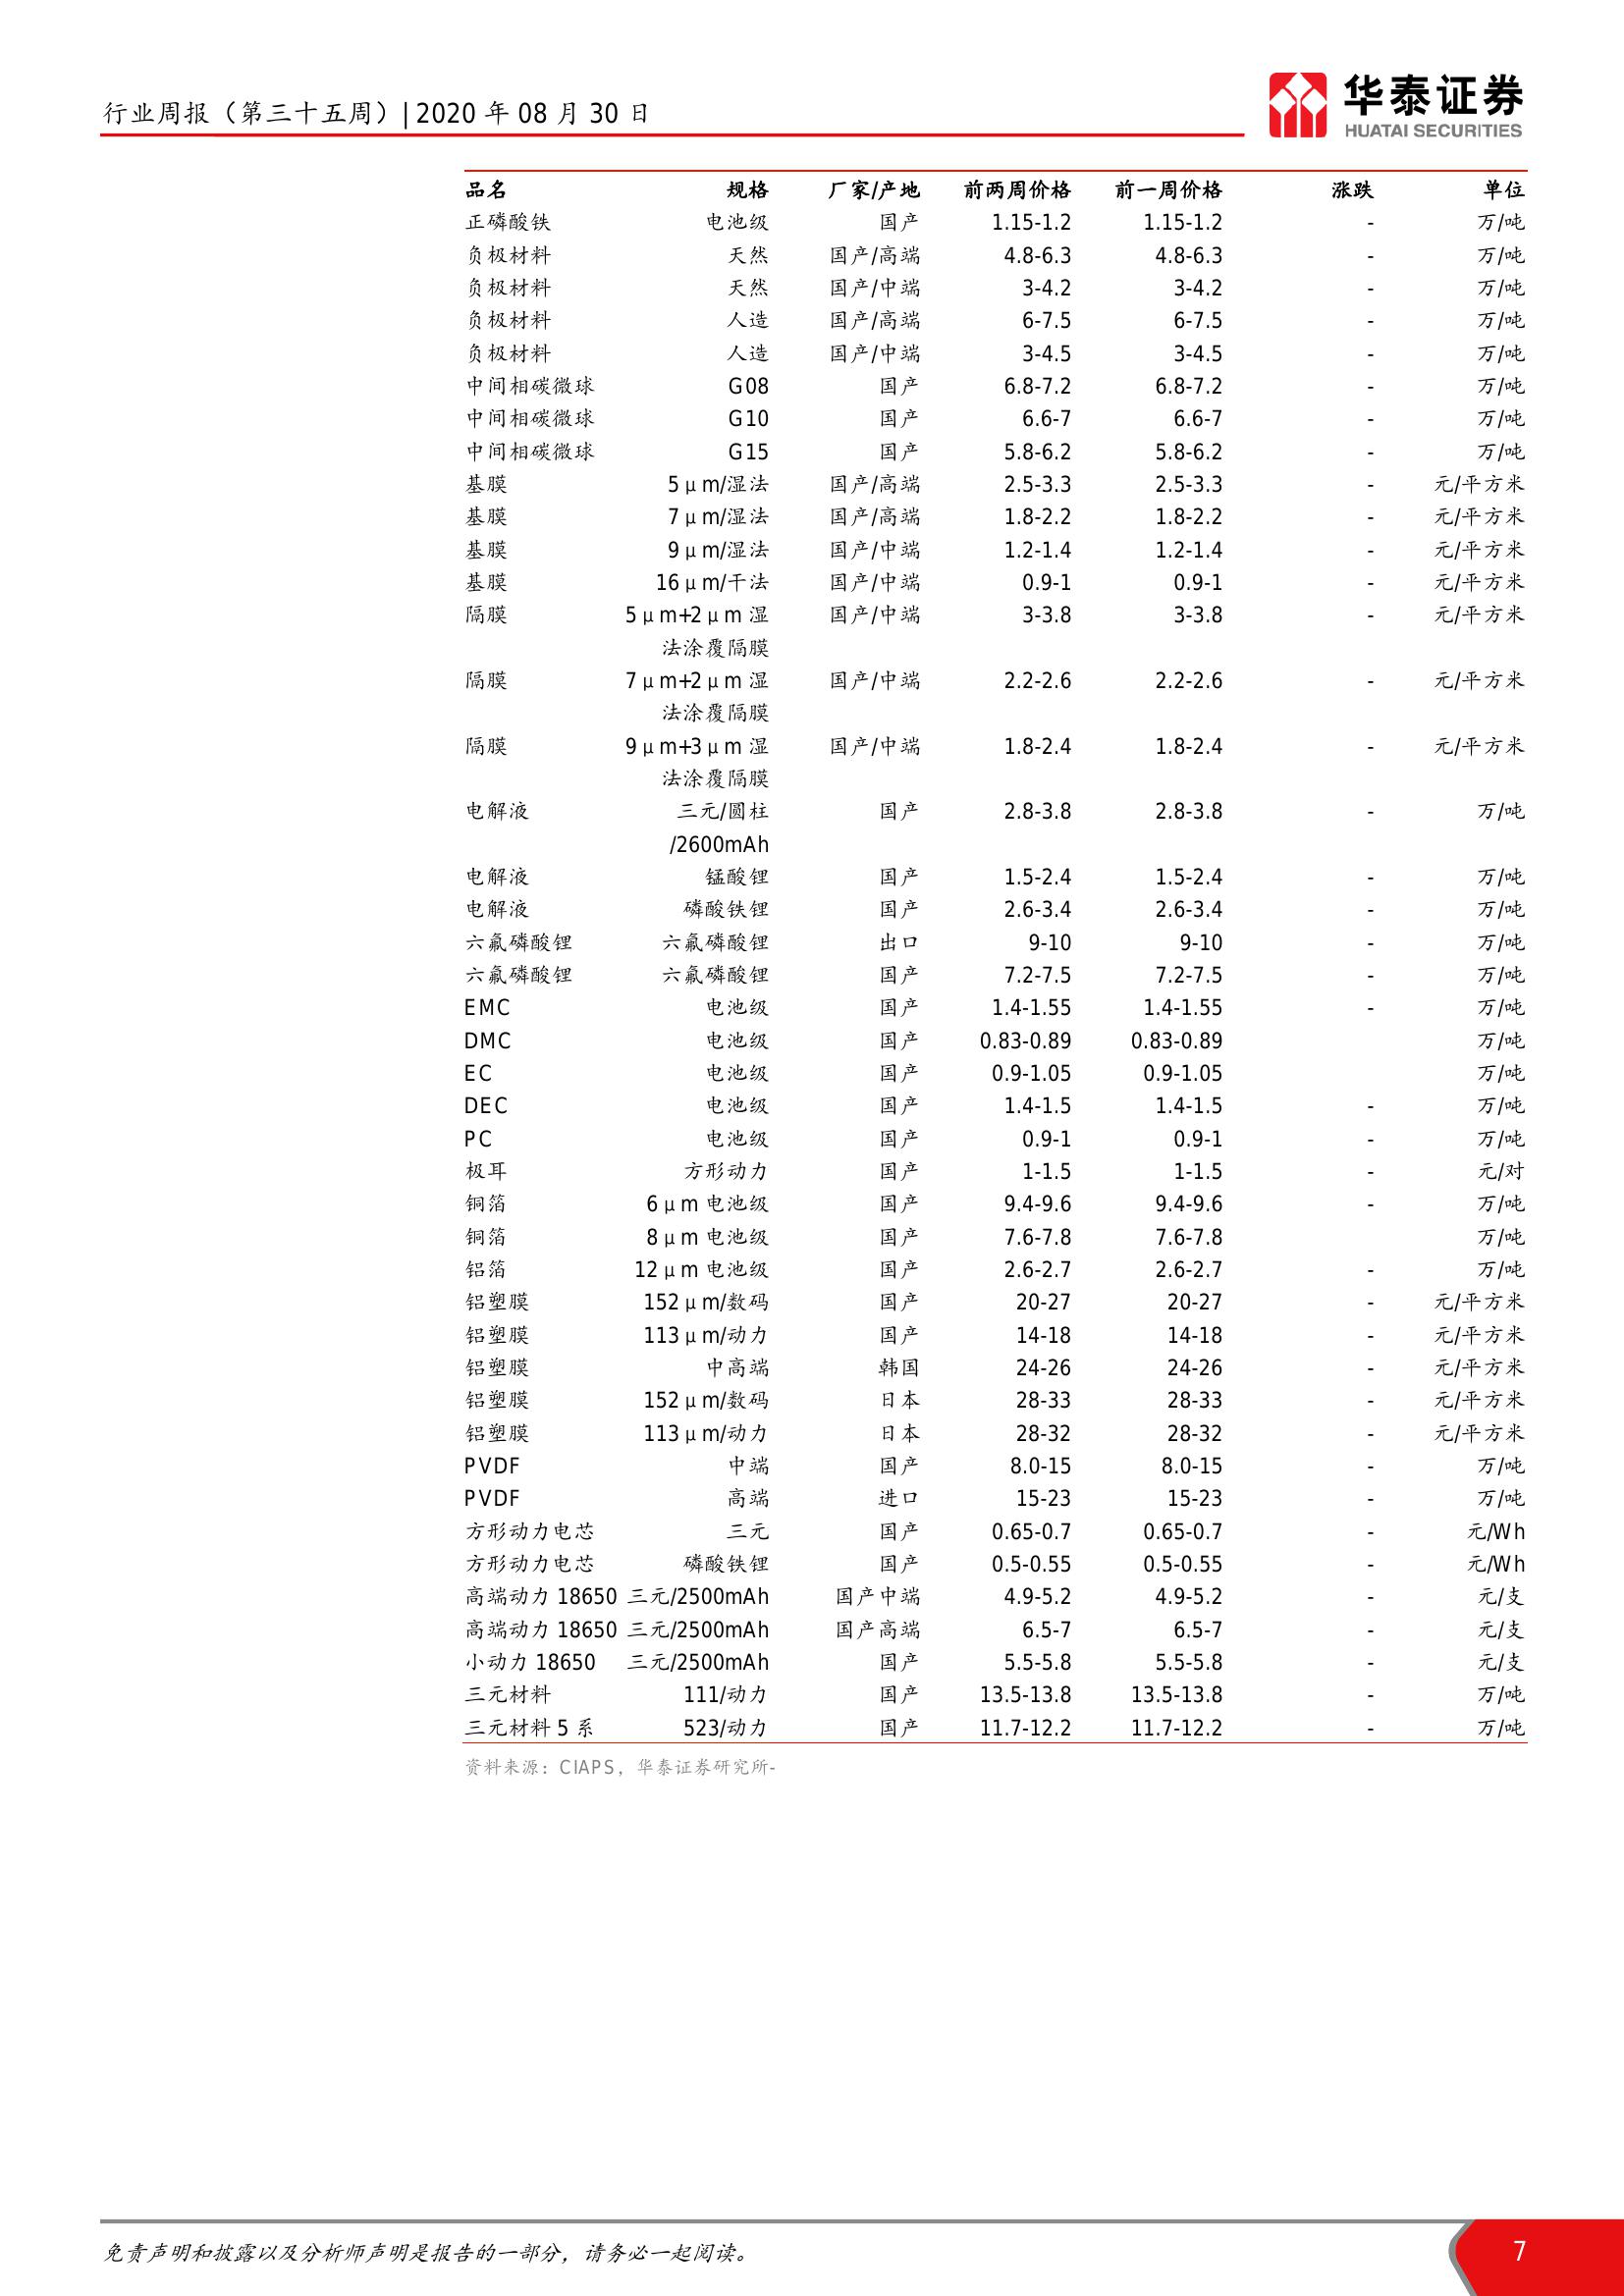 行业周报（第三十五周）| 2020 年 08 月 30 日
华泰证券
HUATAI SECURITIES
品名 规格 厂家/产地 前两周价格 前一周价格 涨跌 单位
正磷酸铁 电池级 国产 1.15-1.2 1.15-1.2 - 万/吨
负极材料 天然 国产/高端 4.8-6.3 4.8-6.3 - 万/吨
负极材料 天然 国产/中端 3-4.2 3-4.2 - 万/吨
负极材料 人造 国产/高端 6-7.5 6-7.5 - 万/吨
负极材料 人造 国产/中端 3-4.5 3-4.5 - 万/吨
中间相碳微球 G08 国产 6.8-7.2 6.8-7.2 - 万/吨
中间相碳微球 G10 国产 6.6-7 6.6-7 - 万/吨
中间相碳微球 G15 国产 5.8-6.2 5.8-6.2 - 万/吨
基膜 5μm/湿法 国产/高端 2.5-3.3 2.5-3.3 - 元/平方米
基膜 7μm/湿法 国产/高端 1.8-2.2 1.8-2.2 - 元/平方米
基膜 9μm/湿法 国产/中端 1.2-1.4 1.2-1.4 - 元/平方米
基膜 16μm/干法 国产/中端 0.9-1 0.9-1 - 元/平方米
隔膜 5μm+2μm 湿 国产/中端 3-3.8 3-3.8 - 元/平方米
法涂覆隔膜
隔膜 7μm+2μm 湿 国产/中端 2.2-2.6 2.2-2.6 - 元/平方米
法涂覆隔膜
隔膜 9μm+3μm 湿 国产/中端 1.8-2.4 1.8-2.4 - 元/平方米
法涂覆隔膜
电解液 三元/圆柱 国产 2.8-3.8 2.8-3.8 - 万/吨
/2600mAh
电解液 锰酸锂 国产 1.5-2.4 1.5-2.4 - 万/吨
电解液 磷酸铁锂 国产 2.6-3.4 2.6-3.4 - 万/吨
六氟磷酸锂 六氟磷酸锂 出口 9-10 9-10 - 万/吨
六氟磷酸锂 六氟磷酸锂 国产 7.2-7.5 7.2-7.5 - 万/吨
EMC 电池级 国产 1.4-1.55 1.4-1.55 - 万/吨
DMC 电池级 国产 0.83-0.89 0.83-0.89 万/吨
EC 电池级 国产 0.9-1.05 0.9-1.05 万/吨
DEC 电池级 国产 1.4-1.5 1.4-1.5 - 万/吨
PC 电池级 国产 0.9-1 0.9-1 - 万/吨
极耳 方形动力 国产 1-1.5 1-1.5 - 元/对
铜箔 6μm 电池级 国产 9.4-9.6 9.4-9.6 - 万/吨
铜箔 8μm 电池级 国产 7.6-7.8 7.6-7.8 万/吨
铝箔 12μm 电池级 国产 2.6-2.7 2.6-2.7 - 万/吨
铝塑膜 152μm/数码 国产 20-27 20-27 - 元/平方米
铝塑膜 113μm/动力 国产 14-18 14-18 - 元/平方米
铝塑膜 中高端 韩国 24-26 24-26 - 元/平方米
铝塑膜 152μm/数码 日本 28-33 28-33 - 元/平方米
铝塑膜 113μm/动力 日本 28-32 28-32 - 元/平方米
PVDF 中端 国产 8.0-15 8.0-15 - 万/吨
PVDF 高端 进口 15-23 15-23 - 万/吨
方形动力电芯 三元 国产 0.65-0.7 0.65-0.7 - 元/Wh
方形动力电芯 磷酸铁锂 国产 0.5-0.55 0.5-0.55 - 元/Wh
高端动力 18650 三元/2500mAh 国产中端 4.9-5.2 4.9-5.2 - 元/支
高端动力 18650 三元/2500mAh 国产高端 6.5-7 6.5-7 - 元/支
小动力 18650 三元/2500mAh 国产 5.5-5.8 5.5-5.8 - 元/支
三元材料 111/动力 国产 13.5-13.8 13.5-13.8 - 万/吨
三元材料 5 系 523/动力 国产 11.7-12.2 11.7-12.2 - 万/吨
资料来源：CIAPS，华泰证券研究所-
免责声明和披露以及分析师声明是报告的一部分，请务必一起阅读。 7